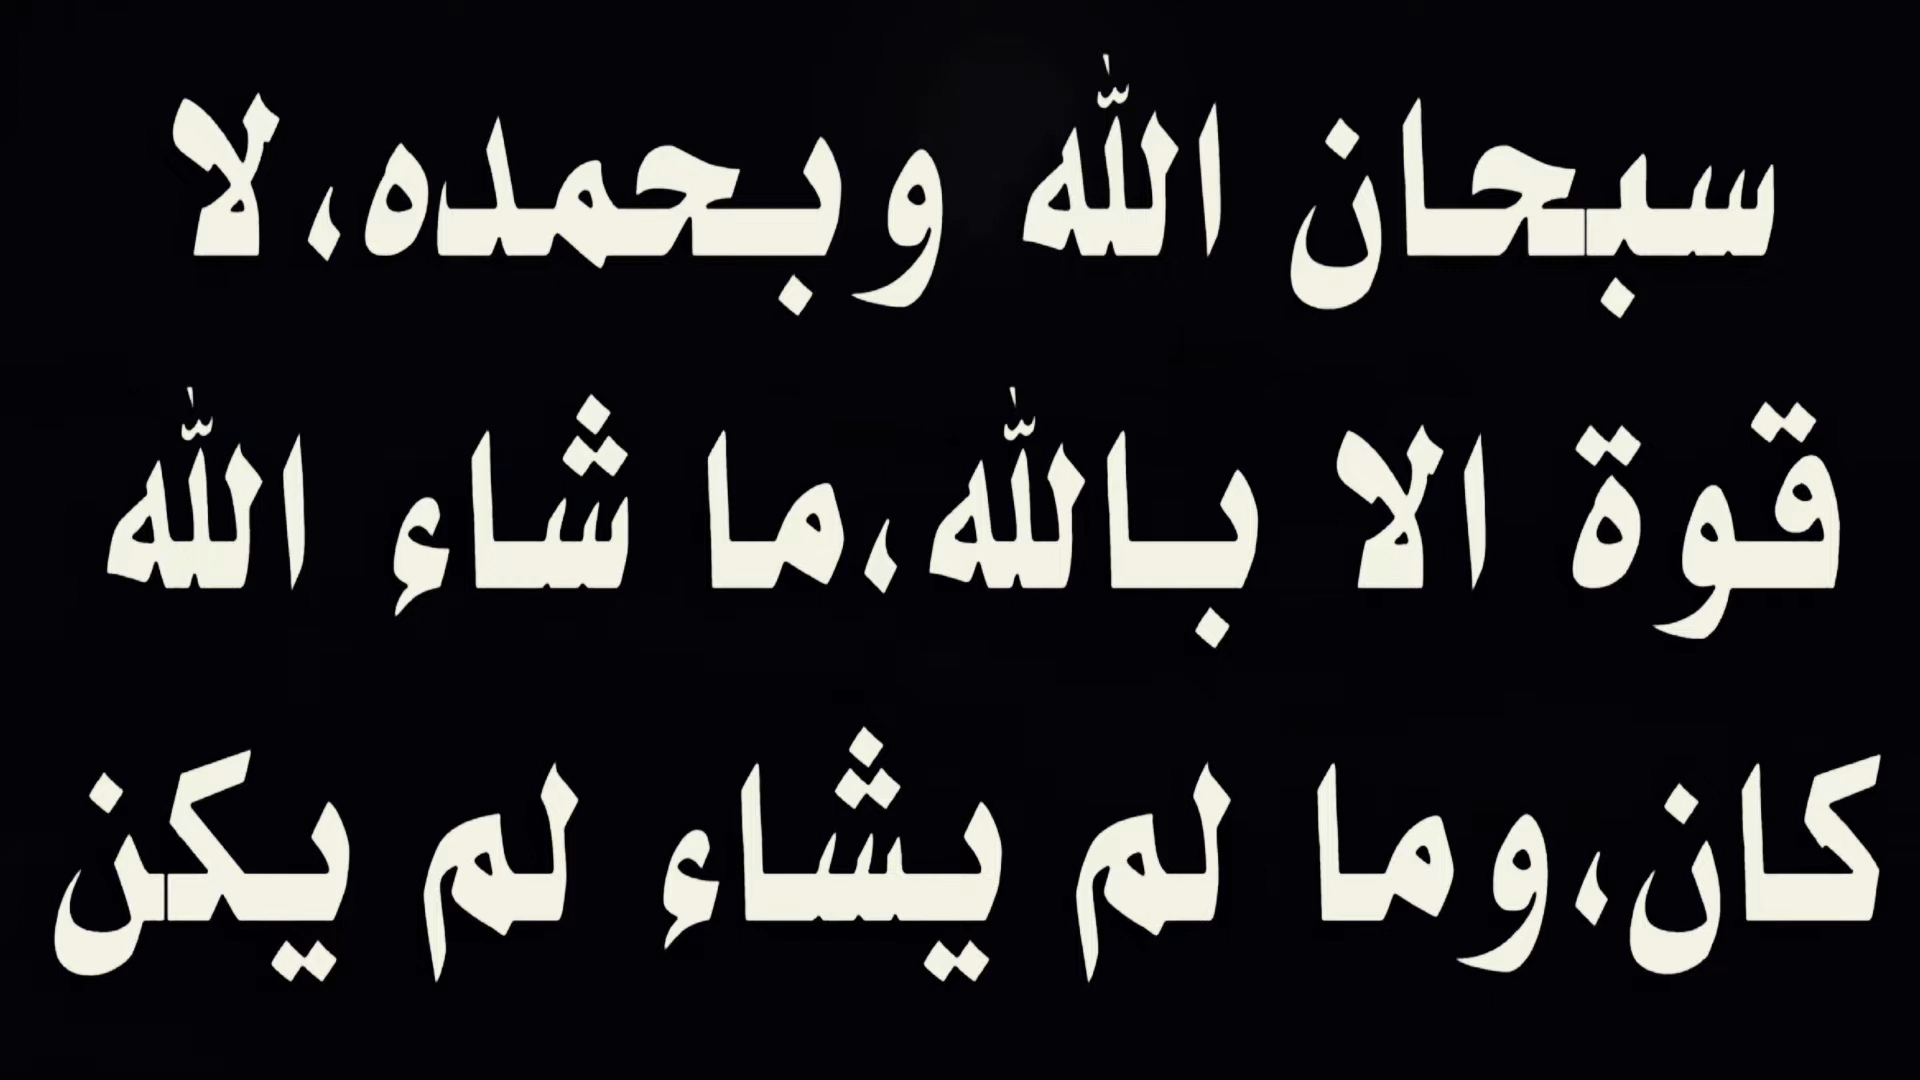 سبحان الله وبحمده،لا
قوة الا بالله،ما شاء الله
كان،وما لم يشاء لم يكن